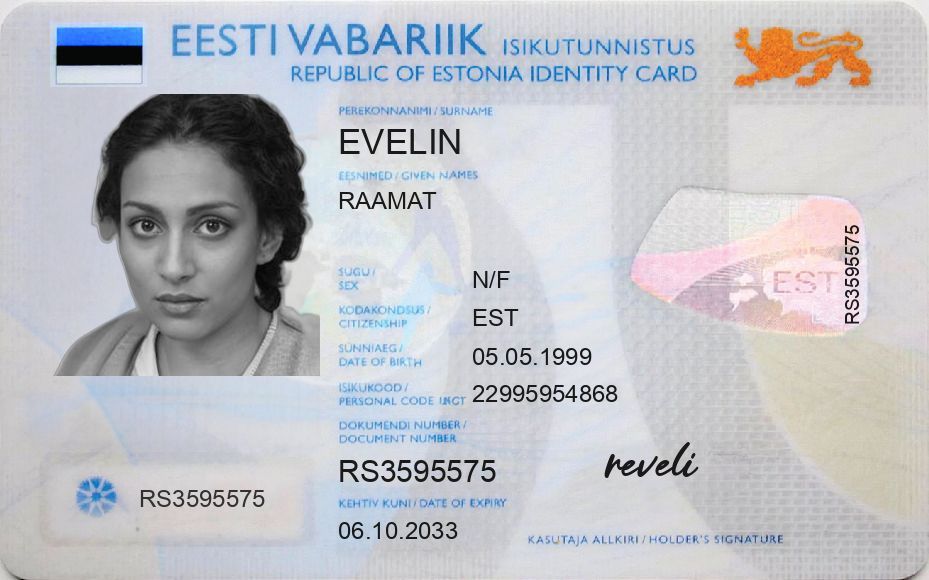 EESTI VABARIIK ISIKUTUNNISTUS
REPUBLIC OF ESTONIA IDENTITY CARD
PEREKONNANIMI / SURNAME
EVELIN
EESNIMED / GIVEN NAMES
RAAMAT
SUGU /
SEX
N/F
KODAKONDSUS /
CITIZENSHIP
EST
SÜNNIAEG /
DATE OF BIRTH
05.05.1999
ISIKUKOOD /
PERSONAL CODE
22995954868
DOKUMENDI NUMBER /
DOCUMENT NUMBER
RS3595575
KEHTIV KUNI / DATE OF EXPIRY
06.10.2033
RS3595575
EST
RS3595575
reveli
KASUTAJA ALLKIRI / HOLDER'S SIGNATURE